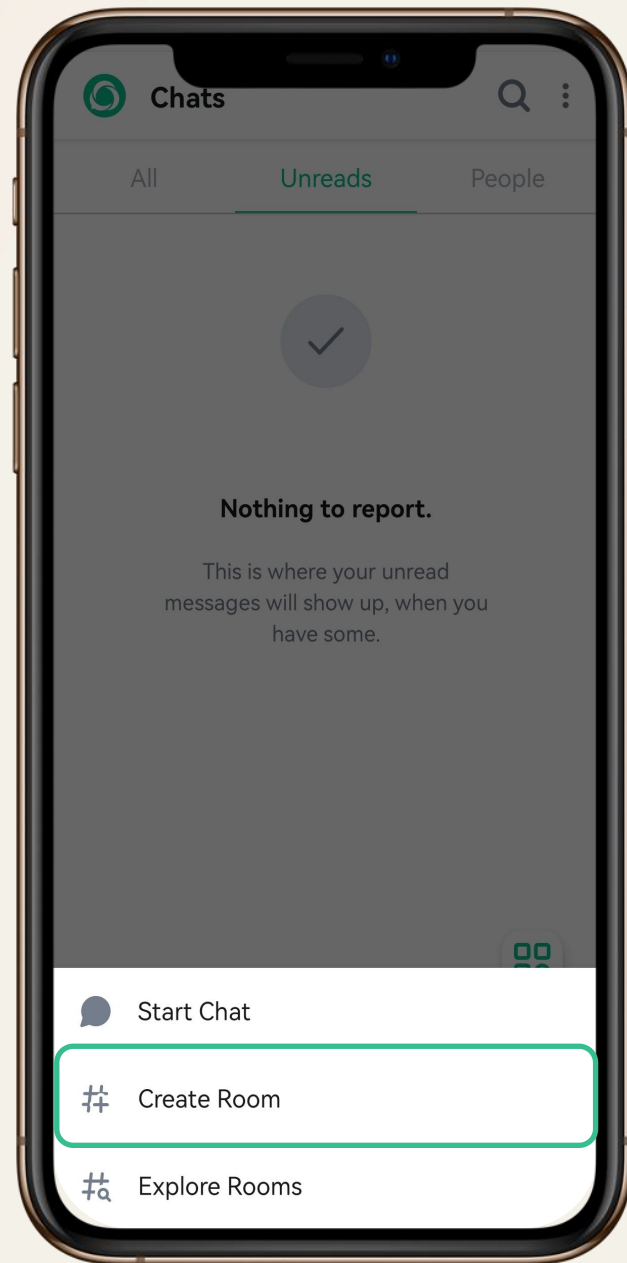 Chats
All Unreads People
Nothing to report.
This is where your unread
messages will show up, when you
have some.
Start Chat
Create Room
Explore Rooms